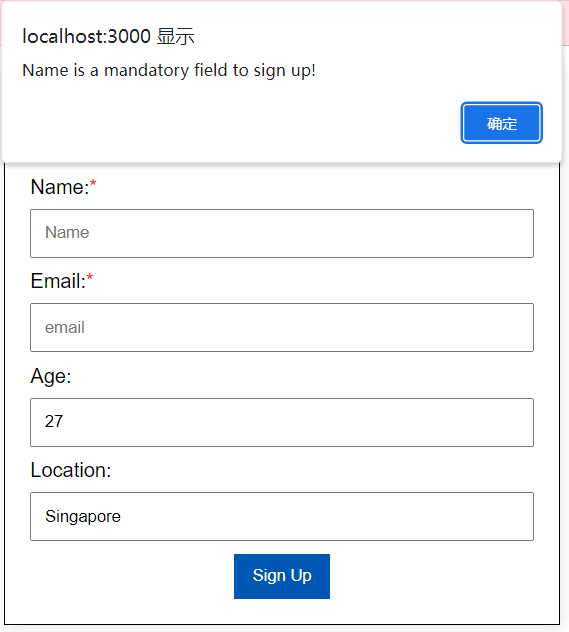 localhost:3000 显示
Name is a mandatory field to sign up!
确定
Name:*
Name
Email:*
email
Age:
27
Location:
Singapore
Sign Up